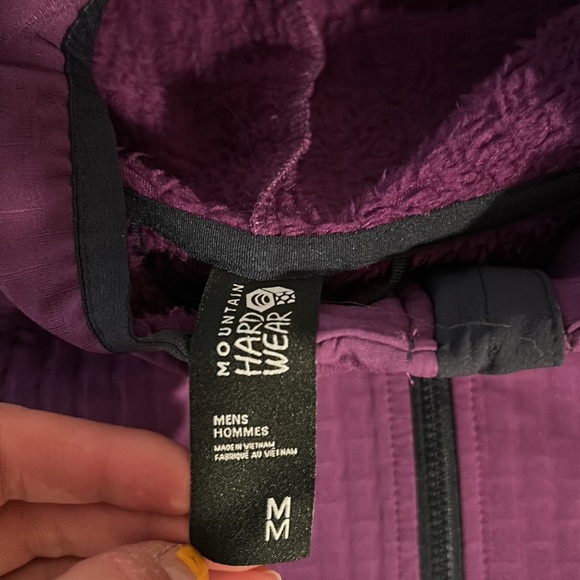 MOUNTAIN
HARD
WEAR
MENS
HOMMES
MADE IN VIETNAM
FABRIQUÉ AU VIETNAM
M
M